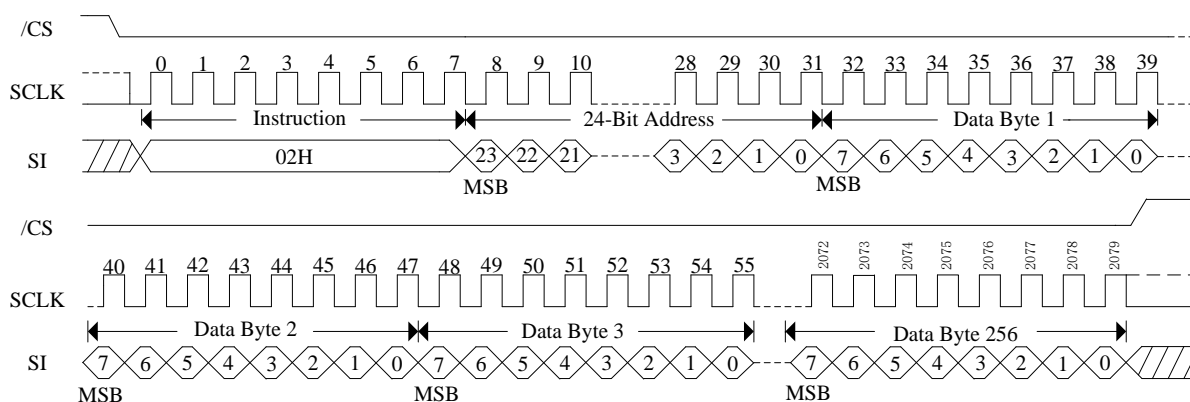 /CS
0 1 2 3 4 5 6 7 8 9 10 28 29 30 31 32 33 34 35 36 37 38 39
SCLK
Instruction 24-Bit Address Data Byte 1
SI 02H 23 22 21 3 2 1 0 7 6 5 4 3 2 1 0
MSB MSB
/CS
40 41 42 43 44 45 46 47 48 49 50 51 52 53 54 55 2072 2073 2074 2075 2076 2077 2078 2079
SCLK
Data Byte 2 Data Byte 3 Data Byte 256
SI 7 6 5 4 3 2 1 0 7 6 5 4 3 2 1 0 7 6 5 4 3 2 1 0
MSB MSB MSB